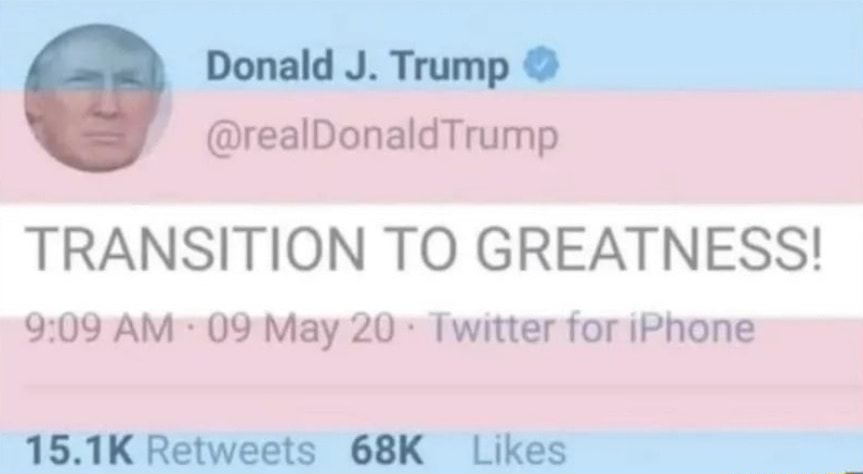 Donald J. Trump
@realDonaldTrump
TRANSITION TO GREATNESS!
9:09 AM · 09 May 20 · Twitter for iPhone
15.1K Retweets 68K Likes